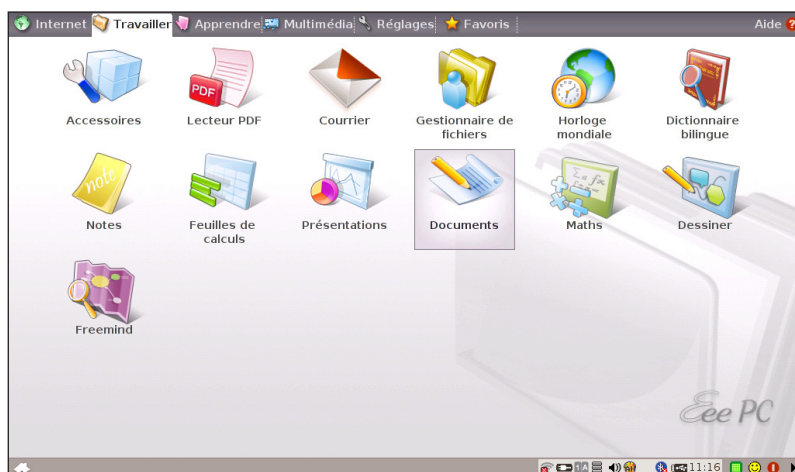 Internet Travailler Apprendre Multimédia Réglages Favoris Aide
Accessoires Lecteur PDF Courrier Gestionnaire de fichiers Horloge mondiale Dictionnaire bilingue
PDF
Notes Feuilles de calculs Présentations Documents Maths Dessiner
note
Freemind
Eee PC
11:16